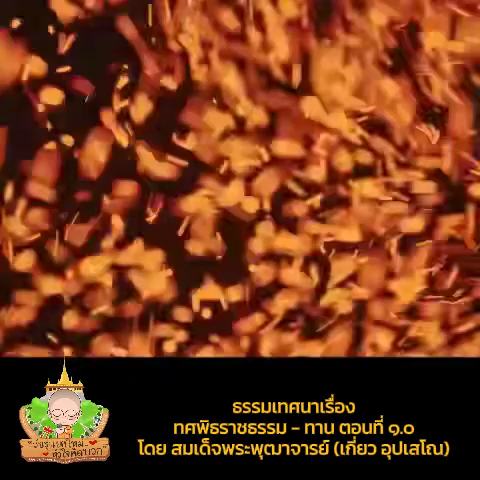 ธรรมเทศนาเรื่อง
ทศพิธราชธรรม - ทาน ตอนที่ ๑.๐
โดย สมเด็จพระพุฒาจารย์ (เกี่ยว อุปเสโณ)